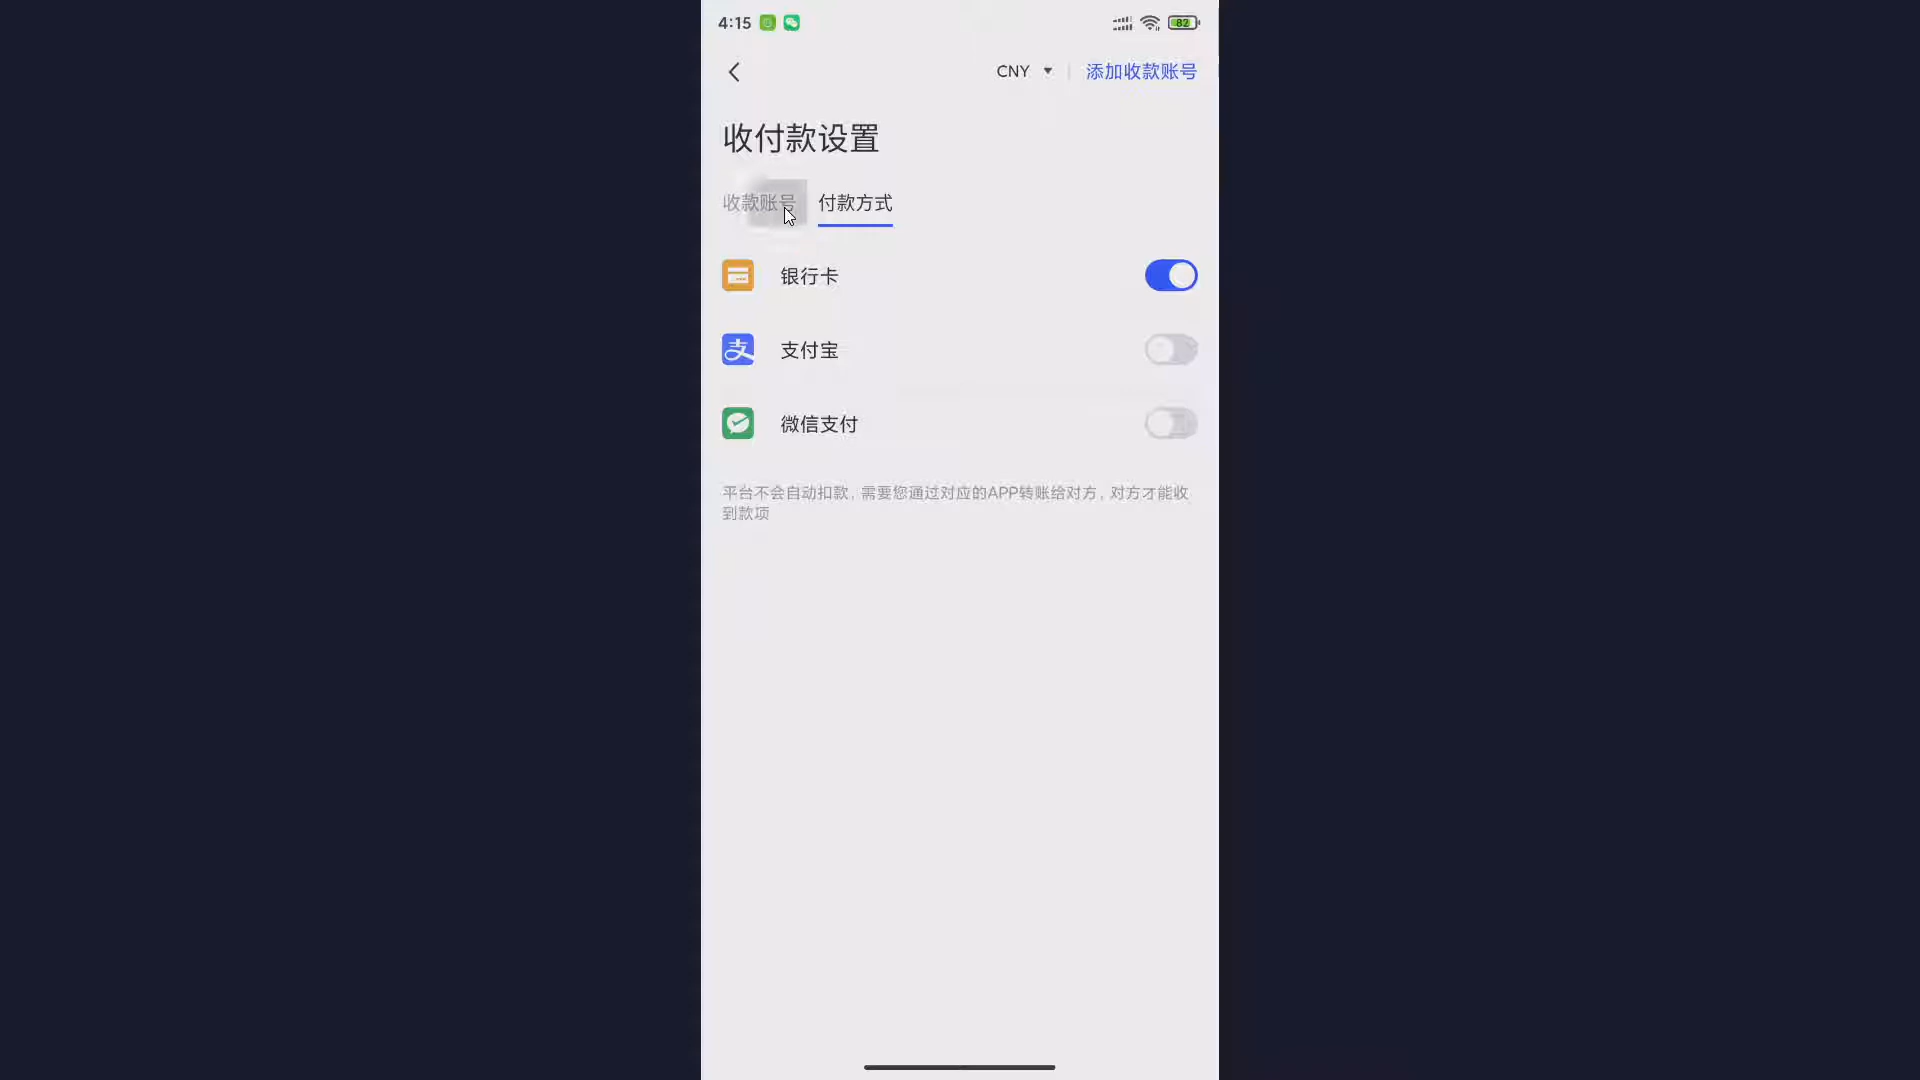 4:15
82
CNY
添加收款账号
收付款设置
收款账号
付款方式
银行卡
支付宝
微信支付
平台不会自动扣款，需要您通过对应的APP转账给对方，对方才能收
到款项